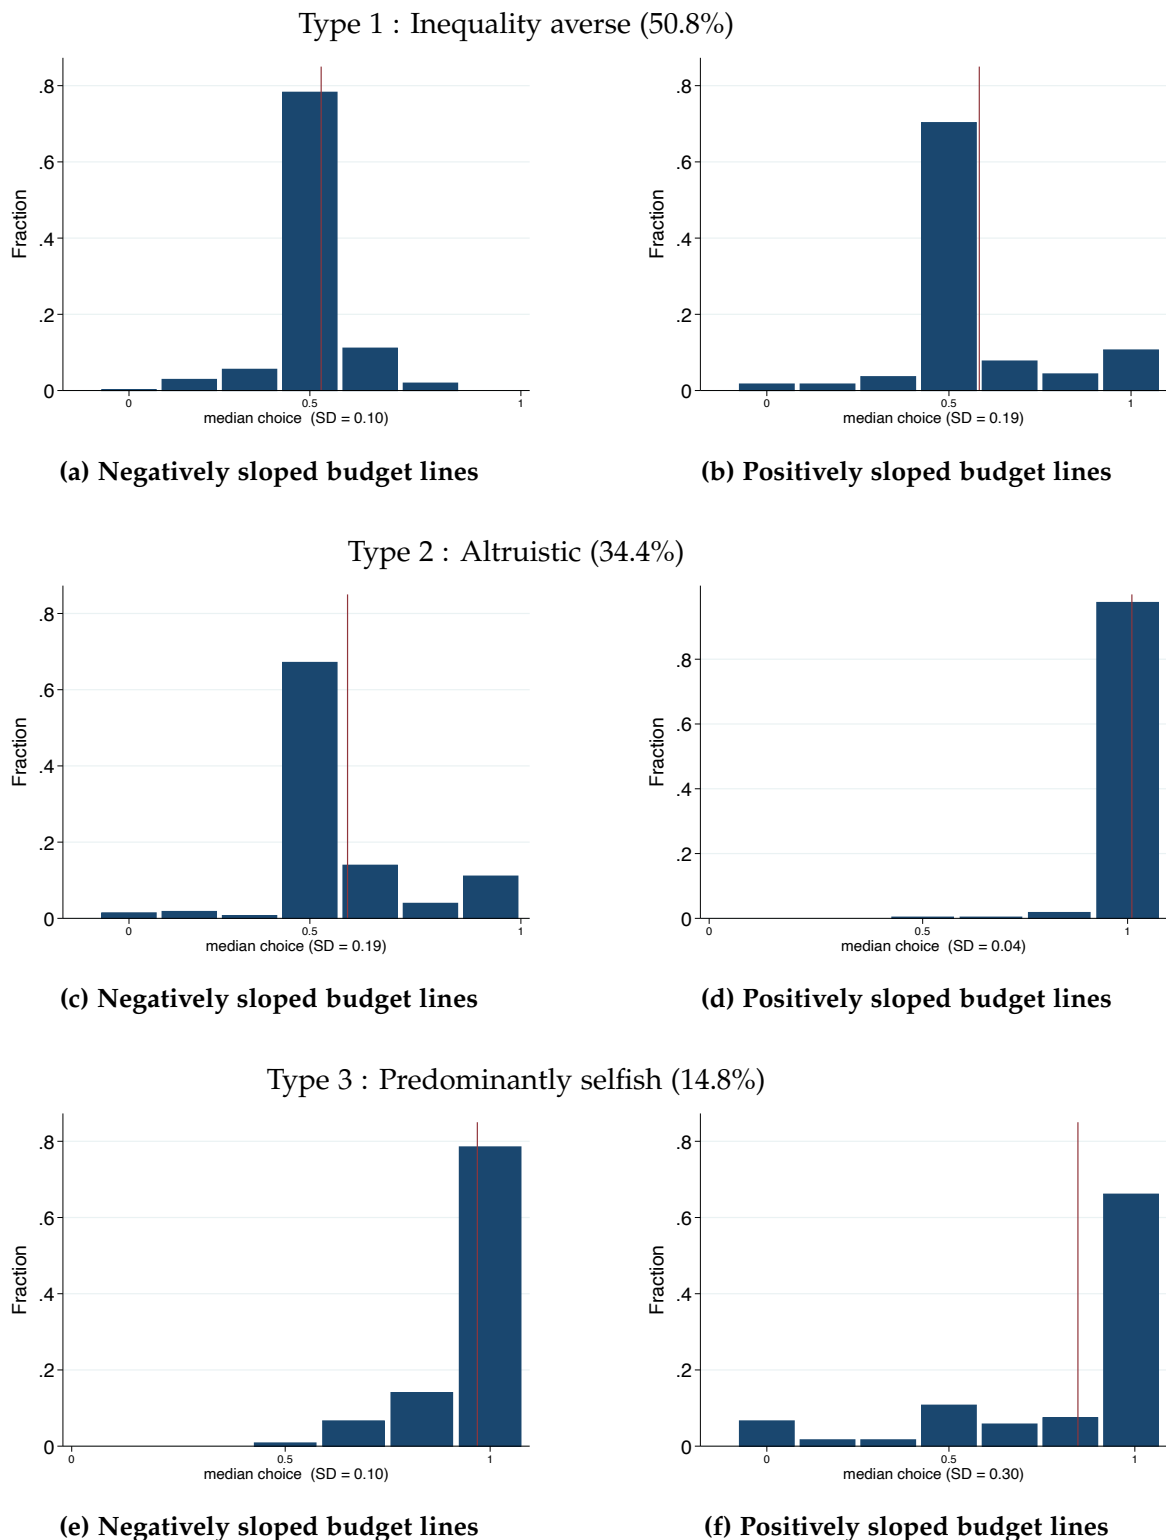 Type 1 : Inequality averse (50.8%)
.8
.6
.4
.2
0
Fraction
0
0.5
1
median choice (SD = 0.10)
(a) Negatively sloped budget lines
.8
.6
.4
.2
0
Fraction
0
0.5
1
median choice (SD = 0.19)
(b) Positively sloped budget lines
Type 2 : Altruistic (34.4%)
.8
.6
.4
.2
0
Fraction
0
0.5
1
median choice (SD = 0.19)
(c) Negatively sloped budget lines
.8
.6
.4
.2
0
Fraction
0
0.5
1
median choice (SD = 0.04)
(d) Positively sloped budget lines
Type 3 : Predominantly selfish (14.8%)
.8
.6
.4
.2
0
Fraction
0
0.5
1
median choice (SD = 0.10)
(e) Negatively sloped budget lines
.8
.6
.4
.2
0
Fraction
0
0.5
1
median choice (SD = 0.30)
(f) Positively sloped budget lines